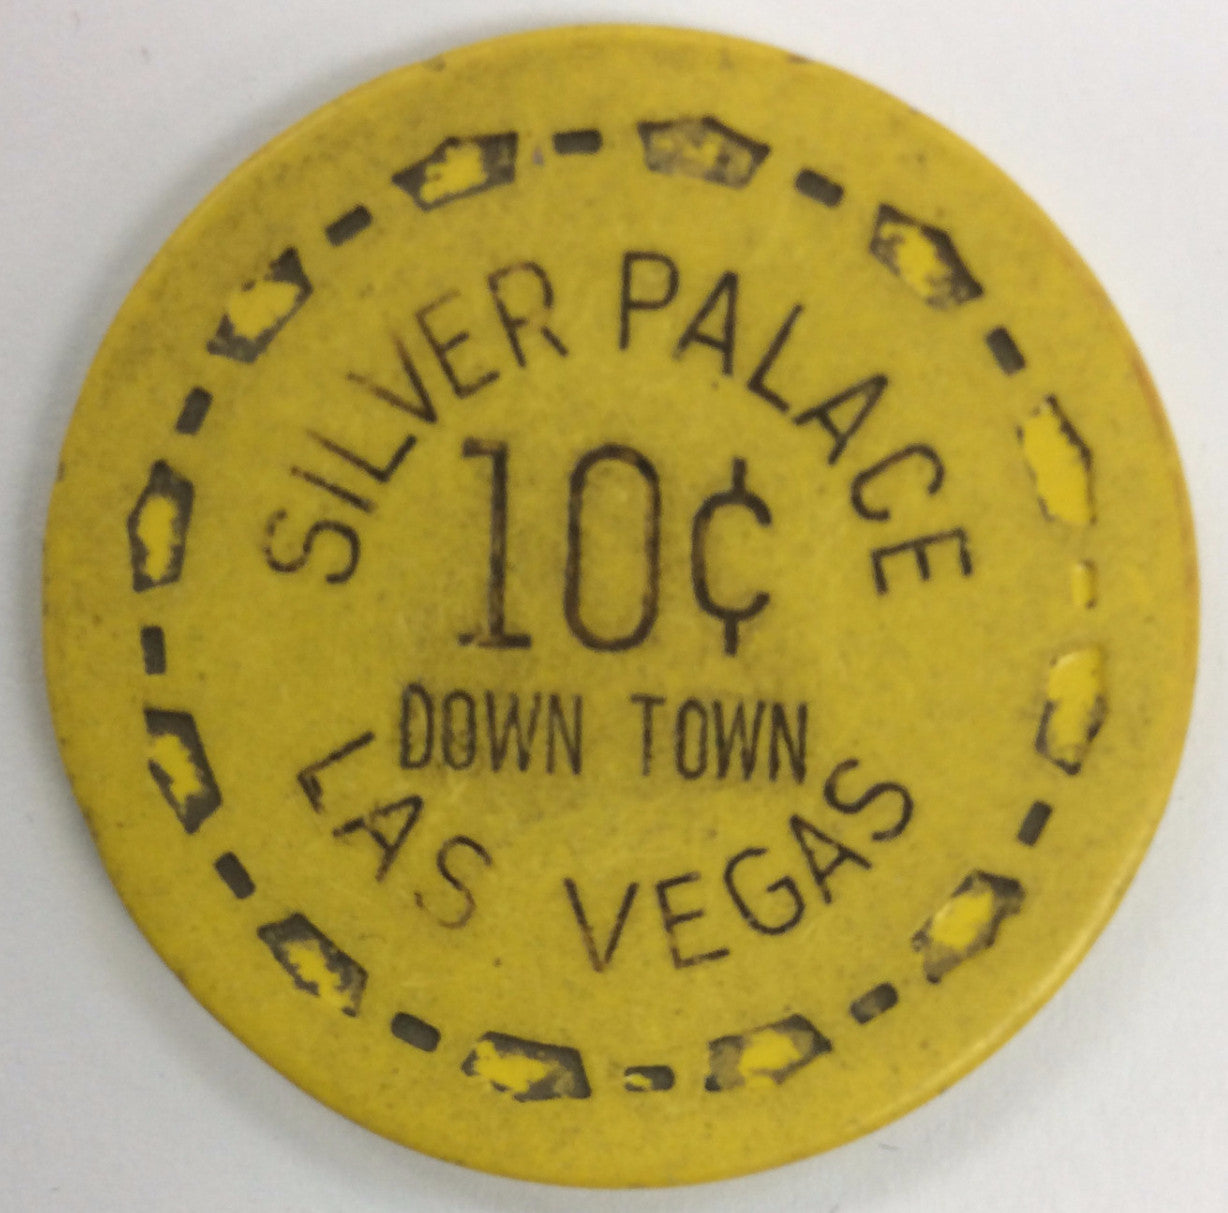 SILVER PALACE
10¢
DOWN TOWN
LAS VEGAS